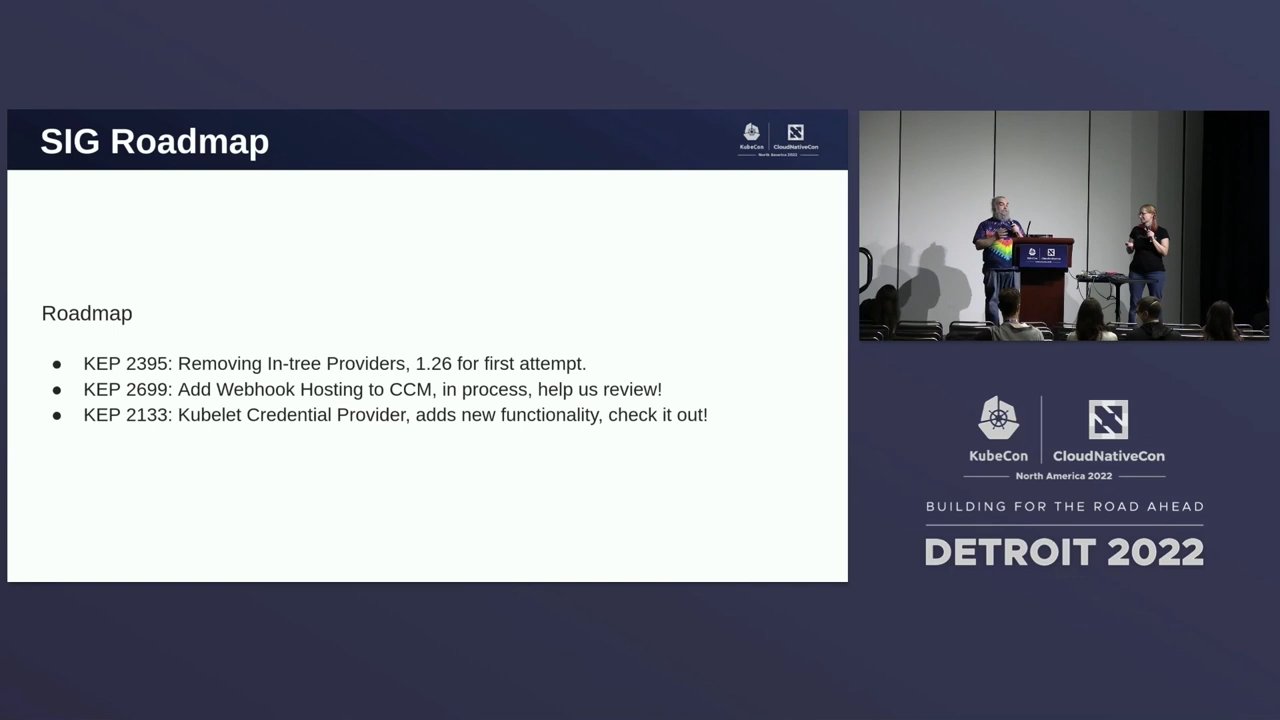 SIG Roadmap
KubeCon
CloudNativeCon
North America 2022
Roadmap
● KEP 2395: Removing In-tree Providers, 1.26 for first attempt.
● KEP 2699: Add Webhook Hosting to CCM, in process, help us review!
● KEP 2133: Kubelet Credential Provider, adds new functionality, check it out!
KubeCon
CloudNativeCon
North America 2022
BUILDING FOR THE ROAD AHEAD
DETROIT 2022